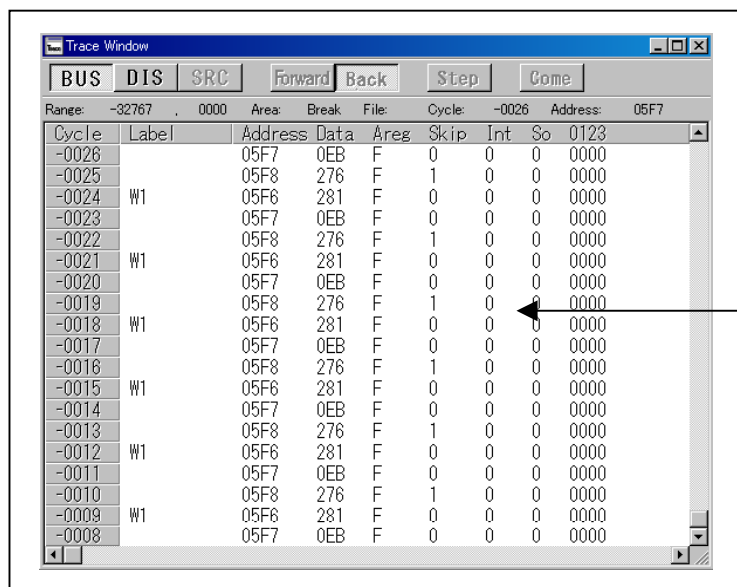 Trace Window
BUS DIS SRC Forward Back Step Come
Range: -32767 , 0000 Area: Break File: Cycle: -0026 Address: 05F7
Cycle Label Address Data Areg Skip Int So 0123
-0026 05F7 0EB F 0 0 0 0000
-0025 05F8 276 F 1 0 0 0000
-0024 W1 05F6 281 F 0 0 0 0000
-0023 05F7 0EB F 0 0 0 0000
-0022 05F8 276 F 1 0 0 0000
-0021 W1 05F6 281 F 0 0 0 0000
-0020 05F7 0EB F 0 0 0 0000
-0019 05F8 276 F 1 0 0 0000
-0018 W1 05F6 281 F 0 0 0 0000
-0017 05F7 0EB F 0 0 0 0000
-0016 05F8 276 F 1 0 0 0000
-0015 W1 05F6 281 F 0 0 0 0000
-0014 05F7 0EB F 0 0 0 0000
-0013 05F8 276 F 1 0 0 0000
-0012 W1 05F6 281 F 0 0 0 0000
-0011 05F7 0EB F 0 0 0 0000
-0010 05F8 276 F 1 0 0 0000
-0009 W1 05F6 281 F 0 0 0 0000
-0008 05F7 0EB F 0 0 0 0000